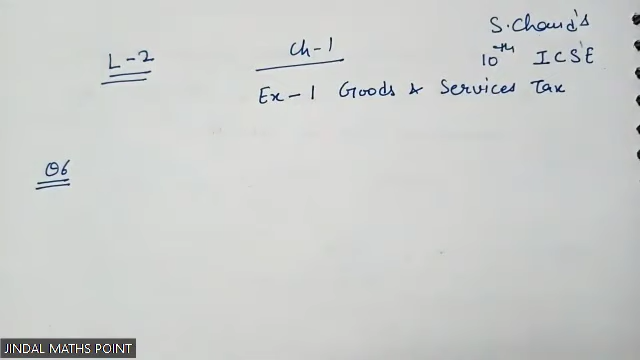 S.Chand's
L-2 Ch-1 10th ICSE
Ex-1 Goods & Services Tax
Q6
JINDAL MATHS POINT